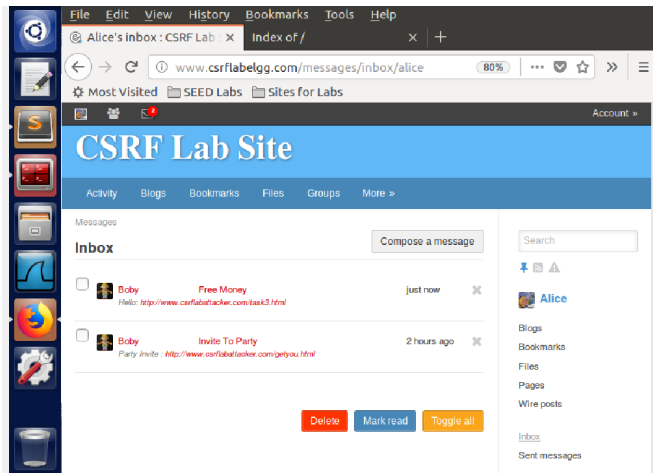 File Edit View History Bookmarks Tools Help
Alice's inbox : CSRF Lab S
Index of /
www.csrflabelgg.com/messages/inbox/alice 80%
Most Visited SEED Labs Sites for Labs
Account »
CSRF Lab Site
Activity Blogs Bookmarks Files Groups More »
Messages
Inbox
Compose a message
Boby Free Money just now
Hello: http://www.csrflabattacker.com/task3.html
Boby Invite To Party 2 hours ago
Party Invite : http://www.csrflabattacker.com/getyou.html
Delete Mark read Toggle all
Search
Alice
Blogs
Bookmarks
Files
Pages
Wire posts
Inbox
Sent messages